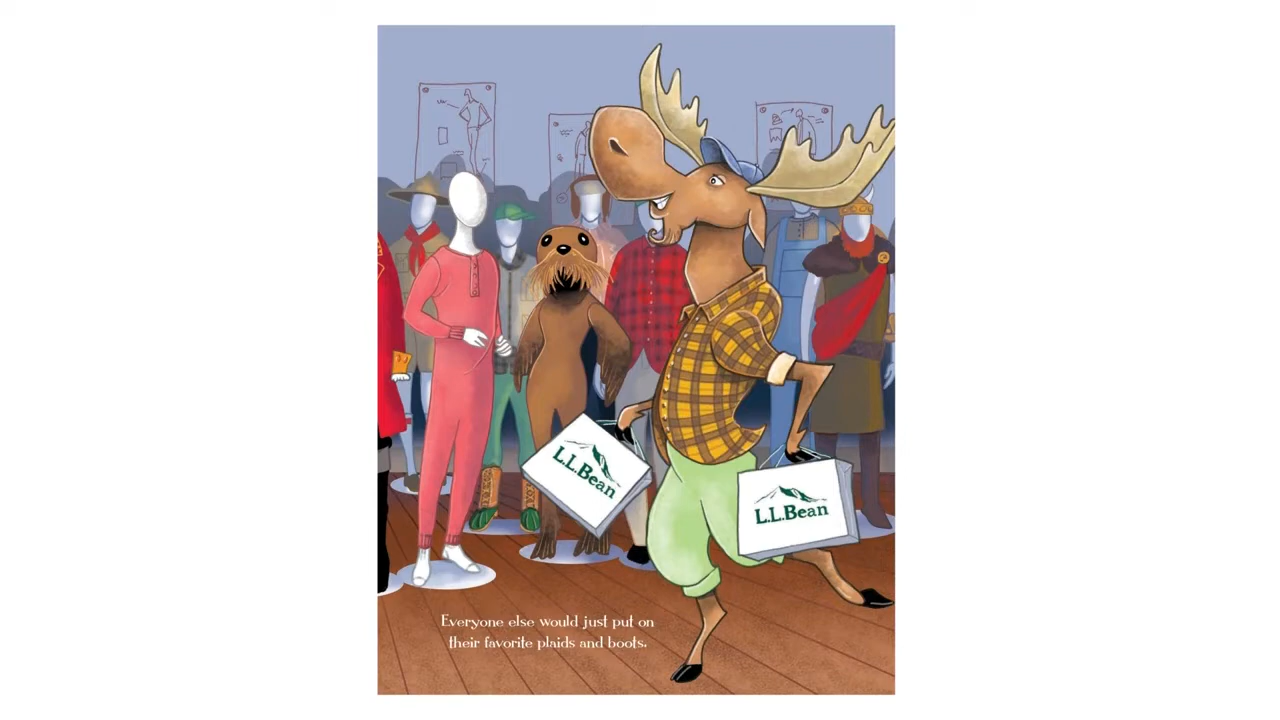 L.L.Bean
L.L.Bean
Everyone else would just put on
their favorite plaids and boots.